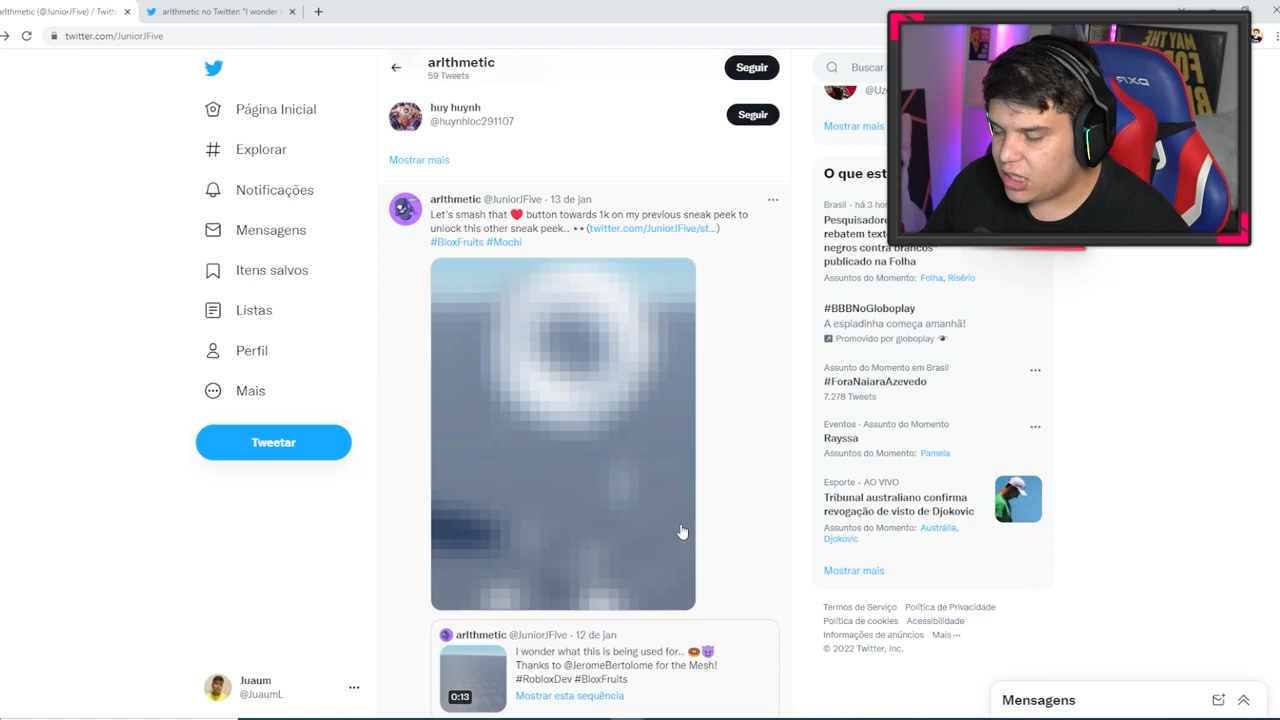 arlthmetic (@JuniorJFive) / Twitte
arlthmetic no Twitter: "I wonder
twitter.com/JuniorJFive
Página Inicial
Explorar
Notificações
Mensagens
Itens salvos
Listas
Perfil
Mais
Tweetar
Juaum
@JuaumL
arlthmetic
59 Tweets
Seguir
huy huynh
@huynhloc291107
Seguir
Mostrar mais
arlthmetic @JuniorJFive · 13 de jan
Let's smash that ❤️ button towards 1k on my previous sneak peek to
unlock this other sneak peek.. 👀(twitter.com/JuniorJFive/st…)
#BloxFruits #Mochi
arlthmetic @JuniorJFive · 12 de jan
I wonder what this is being used for.. 🍩😈
Thanks to @JeromeBertolome for the Mesh!
#RobloxDev #BloxFruits
Mostrar esta sequência
0:13
Buscar
@Uz
Mostrar mais
O que est
Brasil · há 3 ho
Pesquisadore
rebatem text
negros contra brancos"
publicado na Folha
Assuntos do Momento: Folha, Risério
#BBBNoGloboplay
A espiadinha começa amanhã!
Promovido por globoplay 👁
Assunto do Momento em Brasil
#ForaNaiaraAzevedo
7.278 Tweets
Eventos · Assunto do Momento
Rayssa
Assuntos do Momento: Pamela
Esporte · AO VIVO
Tribunal australiano confirma
revogação de visto de Djokovic
Assuntos do Momento: Austrália,
Djokovic
Mostrar mais
Termos de Serviço Política de Privacidade
Política de cookies Acessibilidade
Informações de anúncios Mais ···
© 2022 Twitter, Inc.
Mensagens
MAY THE
FO
DXR